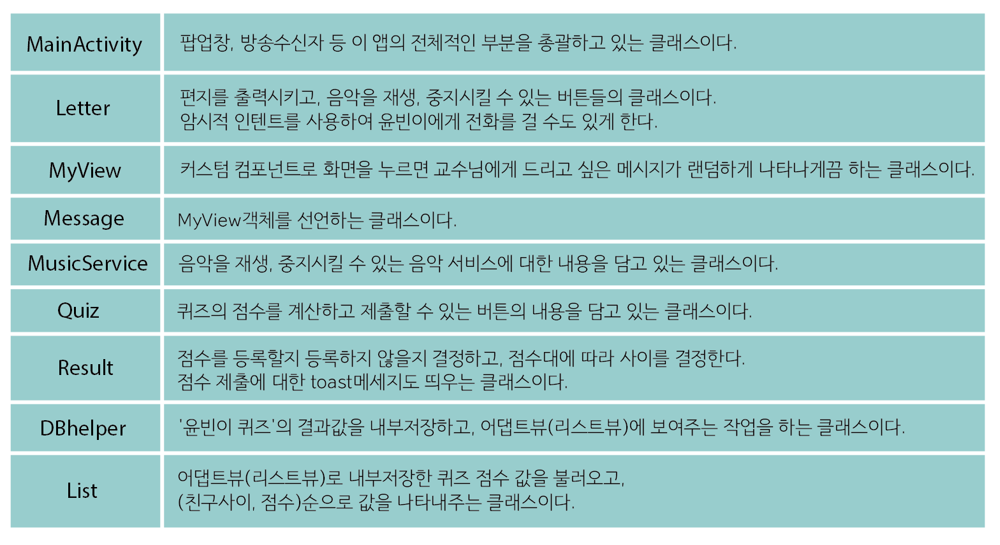 MainActivity
팝업창, 방송수신자 등 이 앱의 전체적인 부분을 총괄하고 있는 클래스이다.
Letter
편지를 출력시키고, 음악을 재생, 중지시킬 수 있는 버튼들의 클래스이다.
암시적 인텐트를 사용하여 윤빈이에게 전화를 걸 수도 있게 한다.
MyView
커스텀 컴포넌트로 화면을 누르면 교수님에게 드리고 싶은 메시지가 랜덤하게 나타나게끔 하는 클래스이다.
Message
MyView객체를 선언하는 클래스이다.
MusicService
음악을 재생, 중지시킬 수 있는 음악 서비스에 대한 내용을 담고 있는 클래스이다.
Quiz
퀴즈의 점수를 계산하고 제출할 수 있는 버튼의 내용을 담고 있는 클래스이다.
Result
점수를 등록할지 등록하지 않을지 결정하고, 점수대에 따라 사이를 결정한다.
점수 제출에 대한 toast메세지도 띄우는 클래스이다.
DBhelper
'윤빈이 퀴즈'의 결과값을 내부저장하고, 어댑트뷰(리스트뷰)에 보여주는 작업을 하는 클래스이다.
List
어댑트뷰(리스트뷰)로 내부저장한 퀴즈 점수 값을 불러오고,
(친구사이, 점수)순으로 값을 나타내주는 클래스이다.